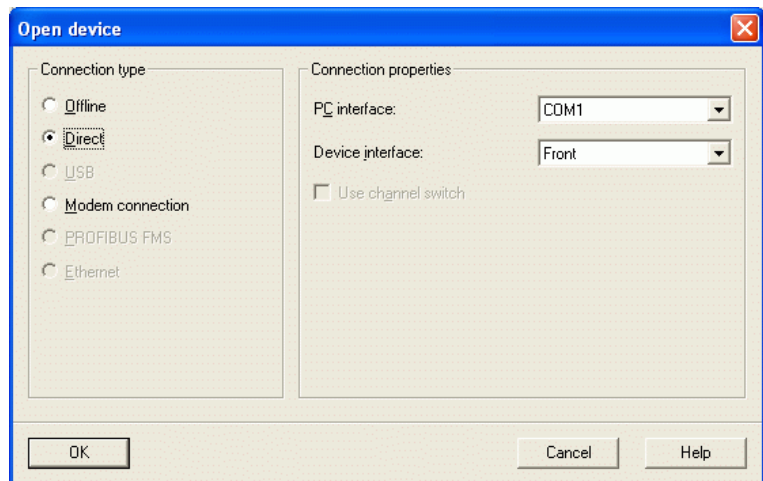 Open device
Connection type
Offline
Direct
USB
Modem connection
PROFIBUS FMS
Ethernet
Connection properties
PC interface: COM1
Device interface: Front
Use channel switch
OK Cancel Help